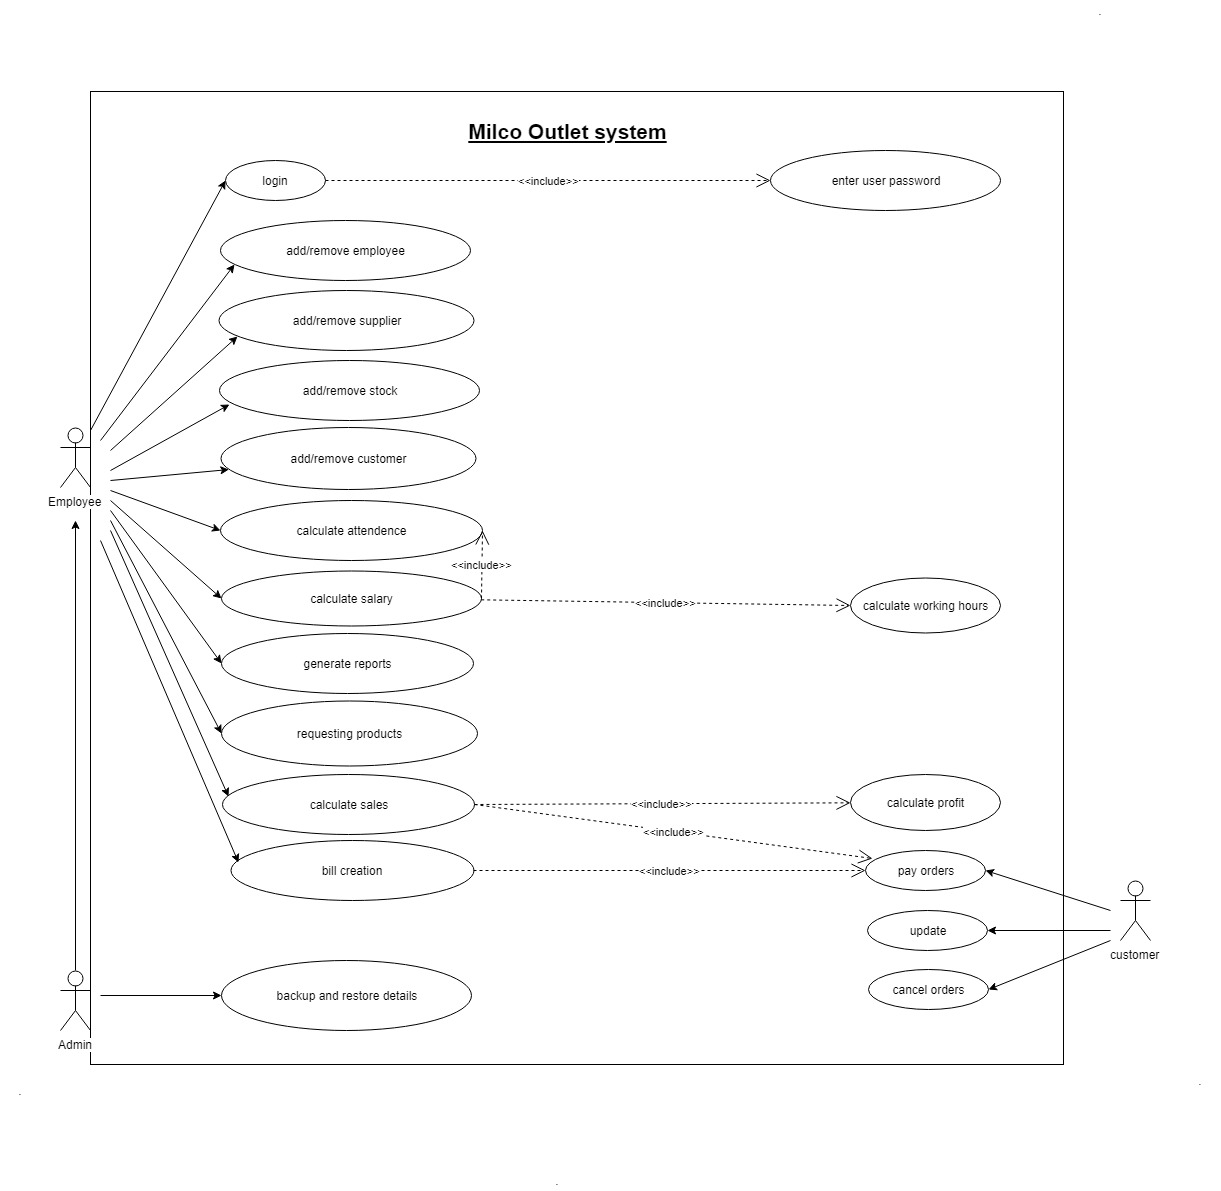 Milco Outlet system
login
<<include>>
enter user password
add/remove employee
add/remove supplier
add/remove stock
add/remove customer
Employee
calculate attendence
<<include>>
calculate salary
<<include>>
calculate working hours
generate reports
requesting products
calculate sales
<<include>>
calculate profit
<<include>>
bill creation
<<include>>
pay orders
update
customer
cancel orders
backup and restore details
Admin